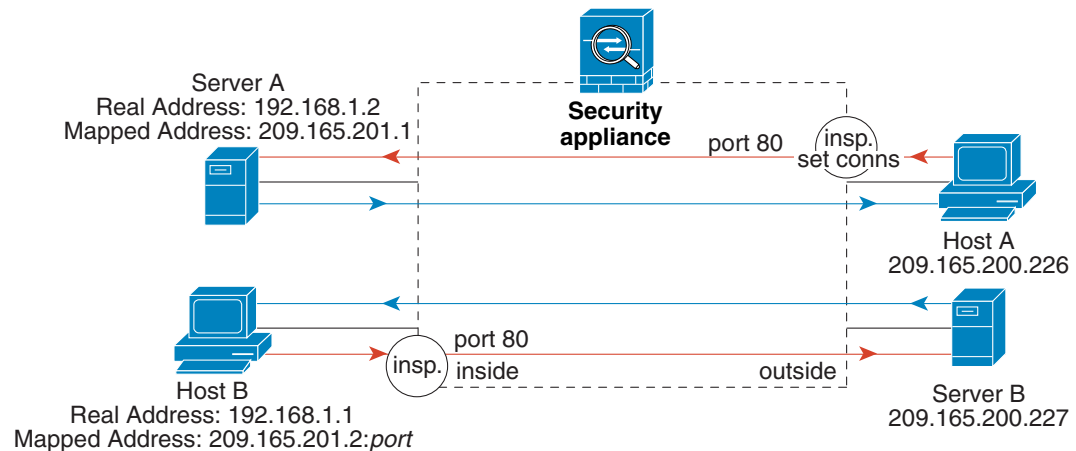 Server A
Real Address: 192.168.1.2
Mapped Address: 209.165.201.1
Security
appliance
port 80
insp.
set conns
Host A
209.165.200.226
port 80
insp.
inside
outside
Host B
Real Address: 192.168.1.1
Mapped Address: 209.165.201.2:port
Server B
209.165.200.227